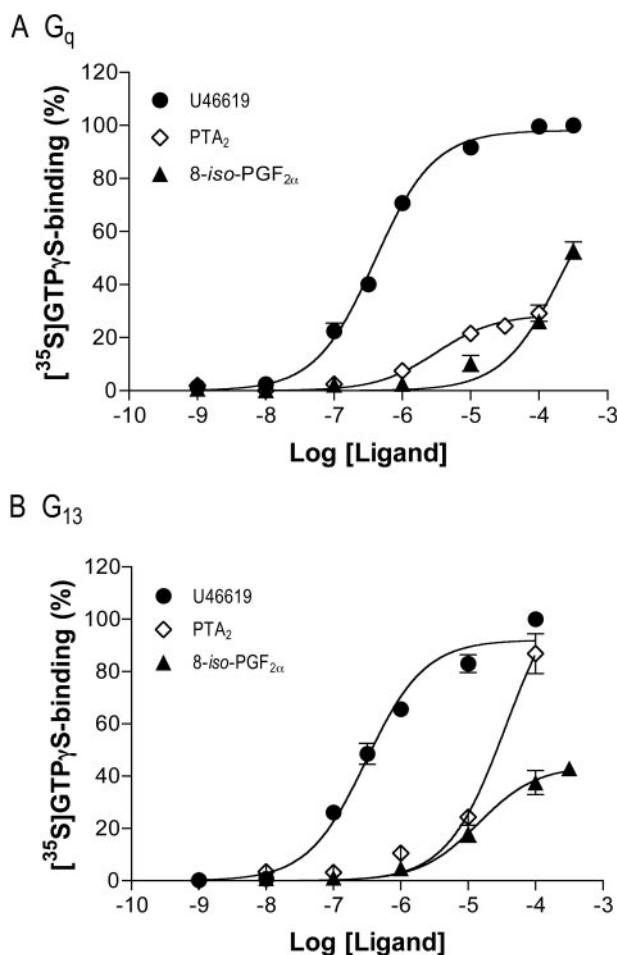 A G_q
[³⁵S]GTPγS-binding (%)
120
100
80
60
40
20
0
U46619
PTA₂
8-iso-PGF₂α
-10 -9 -8 -7 -6 -5 -4 -3
Log [Ligand]
B G₁₃
[³⁵S]GTPγS-binding (%)
120
100
80
60
40
20
0
U46619
PTA₂
8-iso-PGF₂α
-10 -9 -8 -7 -6 -5 -4 -3
Log [Ligand]